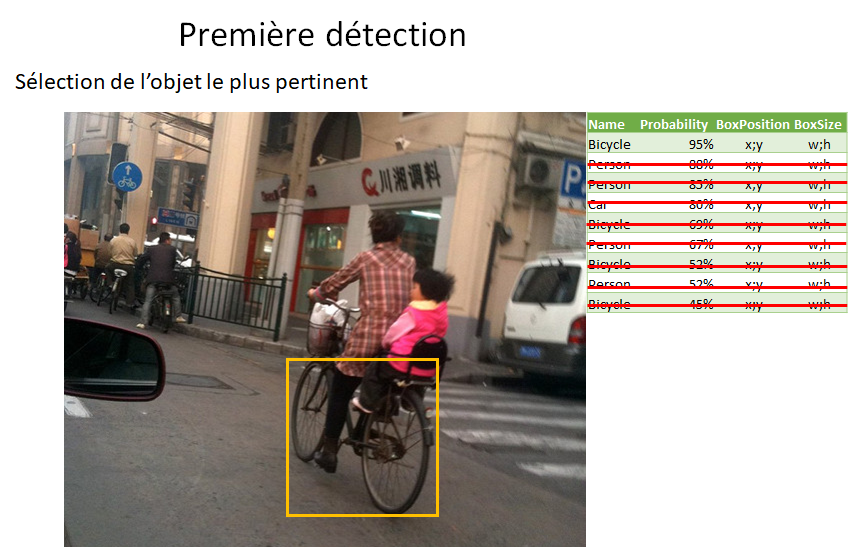 Première détection
Sélection de l'objet le plus pertinent
Name Probability BoxPosition BoxSize
Bicycle 95% x;y w;h
Person 88% x;y w;h
Person 85% x;y w;h
Car 80% x;y w;h
Bicycle 69% x;y w;h
Person 67% x;y w;h
Bicycle 52% x;y w;h
Person 52% x;y w;h
Bicycle 45% x;y w;h
川湘调料
P